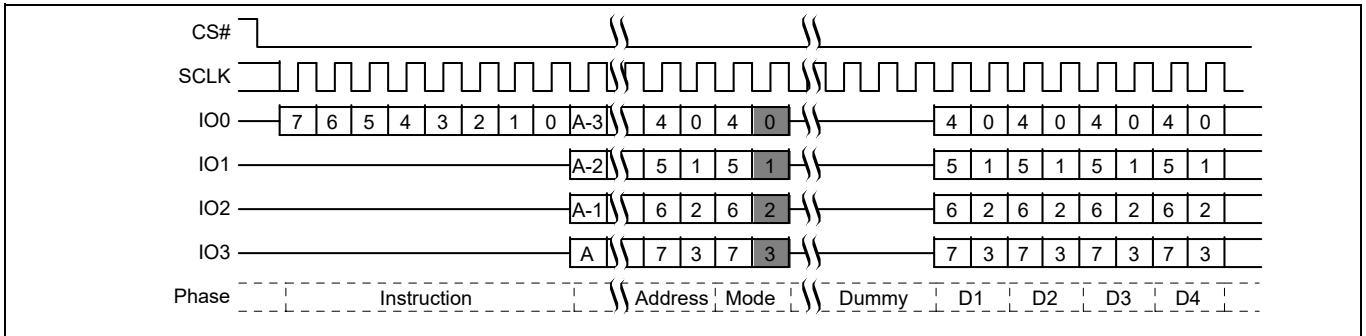 CS#
SCLK
IO0 7 6 5 4 3 2 1 0 A-3 4 0 4 0 4 0 4 0 4 0 4 0
IO1 A-2 5 1 5 1 5 1 5 1 5 1 5 1
IO2 A-1 6 2 6 2 6 2 6 2 6 2 6 2
IO3 A 7 3 7 3 7 3 7 3 7 3 7 3
Phase Instruction Address Mode Dummy D1 D2 D3 D4